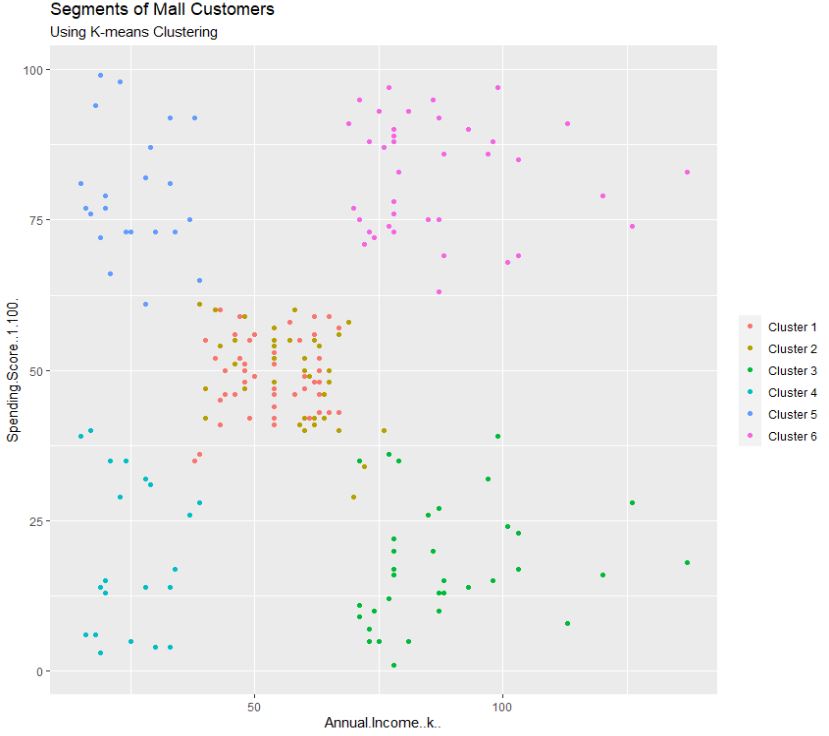 Segments of Mall Customers
Using K-means Clustering
100
75
50
25
0
Spending.Score..1.100.
50
100
Annual.Income..k..
Cluster 1
Cluster 2
Cluster 3
Cluster 4
Cluster 5
Cluster 6